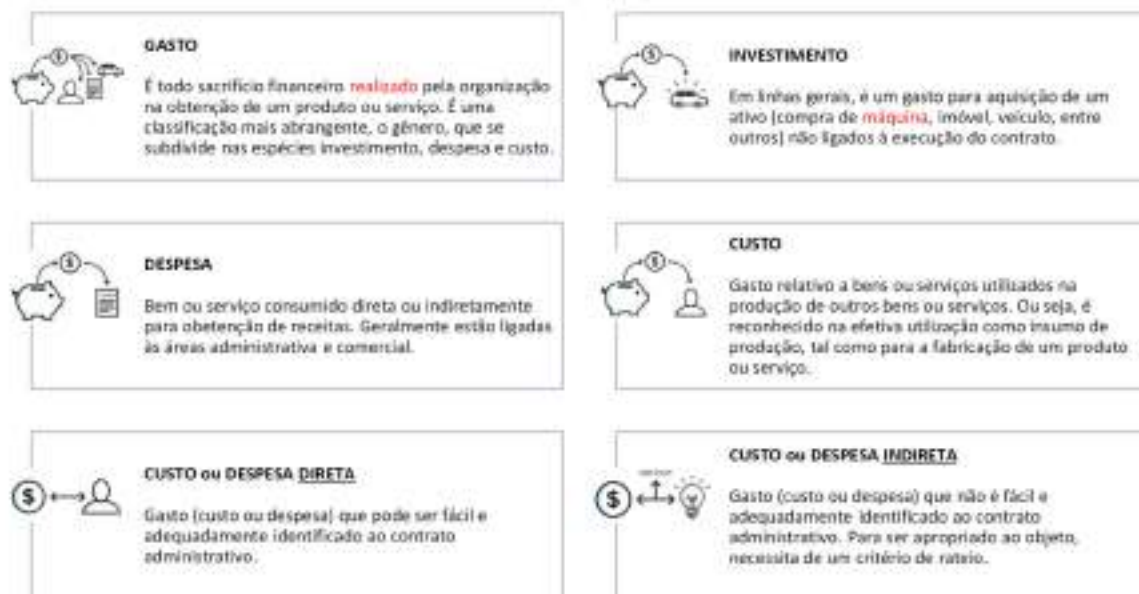 GASTO
É todo sacrifício financeiro realizado pela organização
na obtenção de um produto ou serviço. É uma
classificação mais abrangente, o gênero, que se
subdivide nas espécies investimento, despesa e custo.
INVESTIMENTO
Em linhas gerais, é um gasto para aquisição de um
ativo (compra de máquina, imóvel, veículo, entre
outros) não ligados à execução do contrato.
DESPESA
Bem ou serviço consumido direta ou indiretamente
para obetenção de receitas. Geralmente estão ligadas
às áreas administrativa e comercial.
CUSTO
Gasto relativo a bens ou serviços utilizados na
produção de outros bens ou serviços. Ou seja, é
reconhecido na efetiva utilização como insumo de
produção, tal como para a fabricação de um produto
ou serviço.
CUSTO ou DESPESA DIRETA
Gasto (custo ou despesa) que pode ser fácil e
adequadamente identificado ao contrato
administrativo.
CUSTO ou DESPESA INDIRETA
Gasto (custo ou despesa) que não é fácil e
adequadamente identificado ao contrato
administrativo. Para ser apropriado ao objeto,
necessita de um critério de rateio.